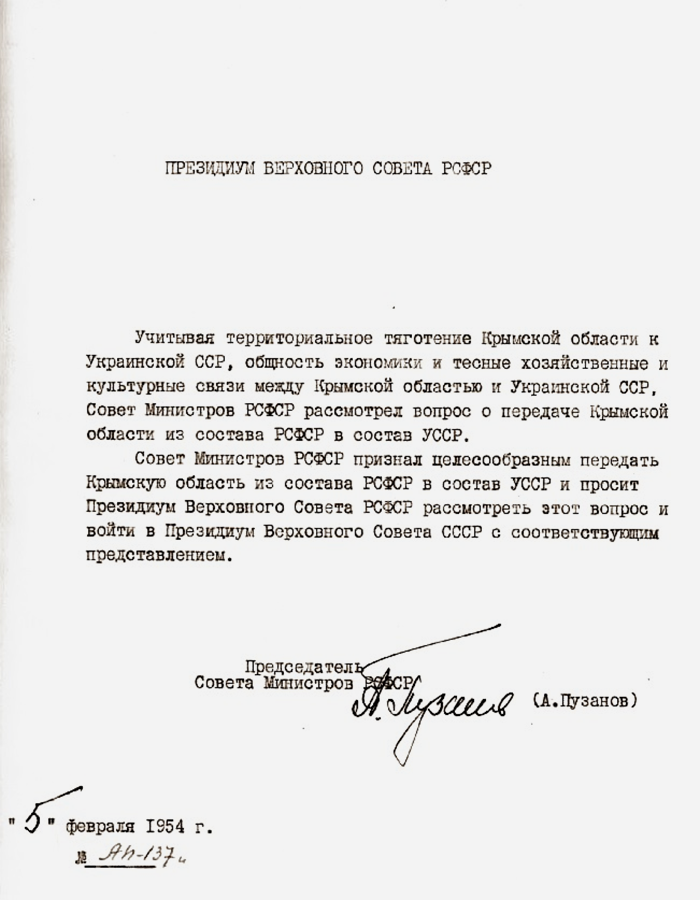 ПРЕЗИДИУМ ВЕРХОВНОГО СОВЕТА РСФСР
Учитывая территориальное тяготение Крымской области к
Украинской ССР, общность экономики и тесные хозяйственные и
культурные связи между Крымской областью и Украинской ССР,
Совет Министров РСФСР рассмотрел вопрос о передаче Крымской
области из состава РСФСР в состав УССР.
Совет Министров РСФСР признал целесообразным передать
Крымскую область из состава РСФСР в состав УССР и просит
Президиум Верховного Совета РСФСР рассмотреть этот вопрос и
войти в Президиум Верховного Совета СССР с соответствующим
представлением.
Председатель
Совета Министров РСФСР
А. Пузанов (А.Пузанов)
"5" февраля 1954 г.
№ АП-137